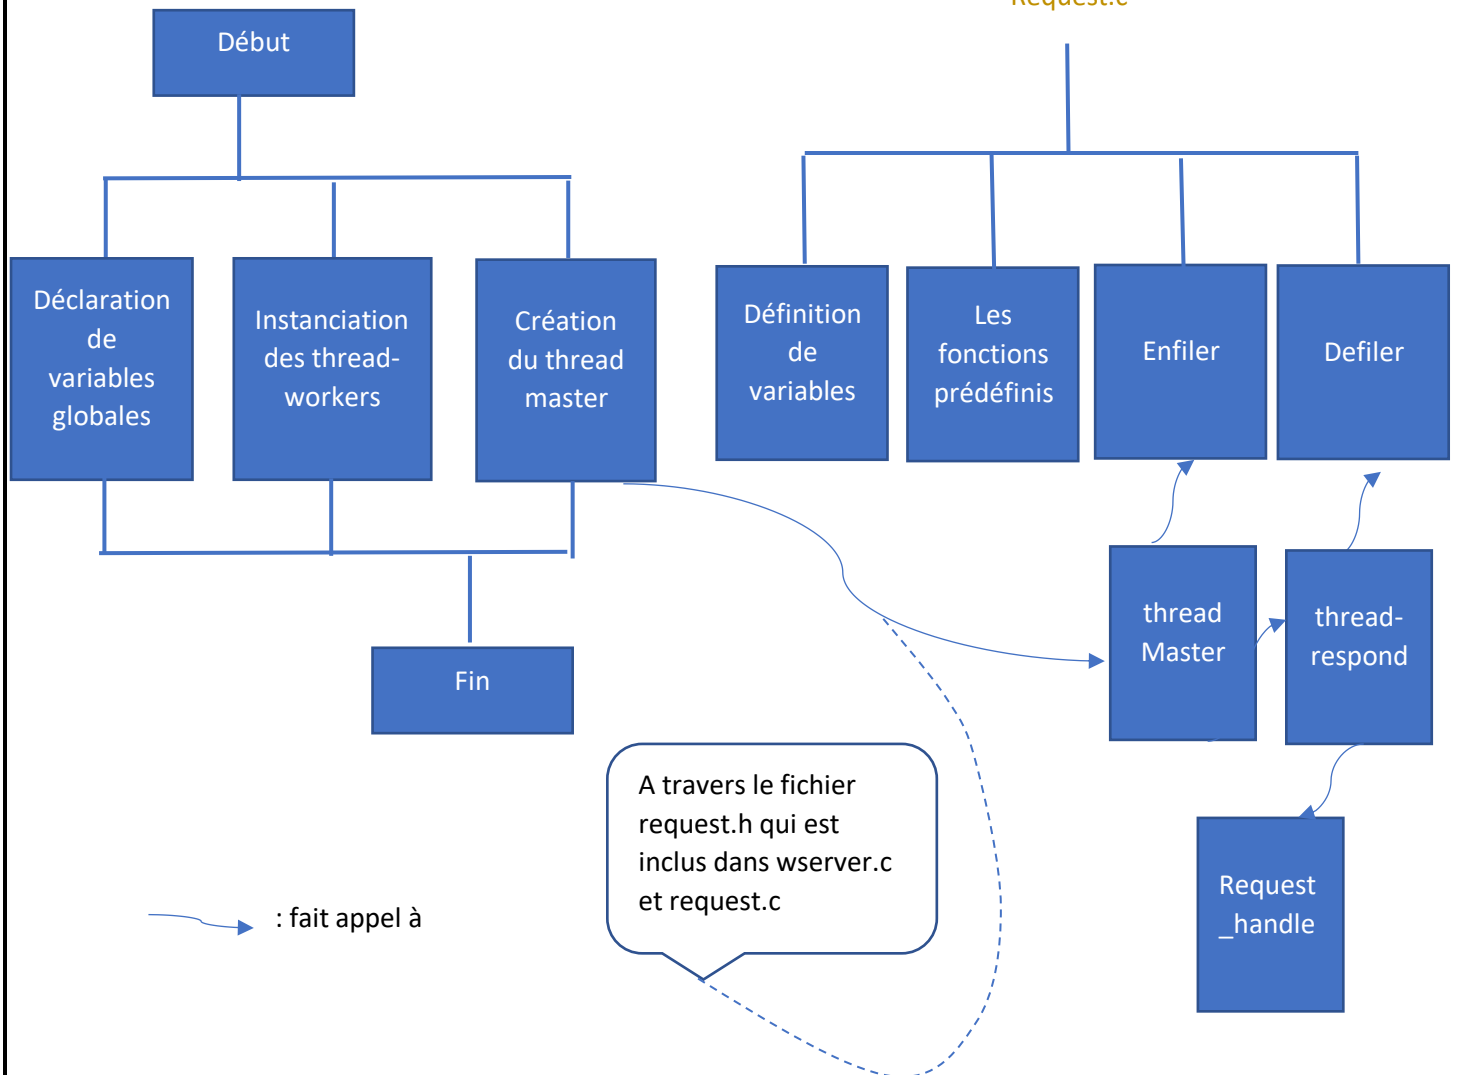 Request.c
Début
Déclaration
de
variables
globales
Instanciation
des thread-
workers
Création
du thread
master
Définition
de
variables
Les
fonctions
prédéfinis
Enfiler
Defiler
Fin
thread
Master
thread-
respond
A travers le fichier
request.h qui est
inclus dans wserver.c
et request.c
Request
_handle
: fait appel à